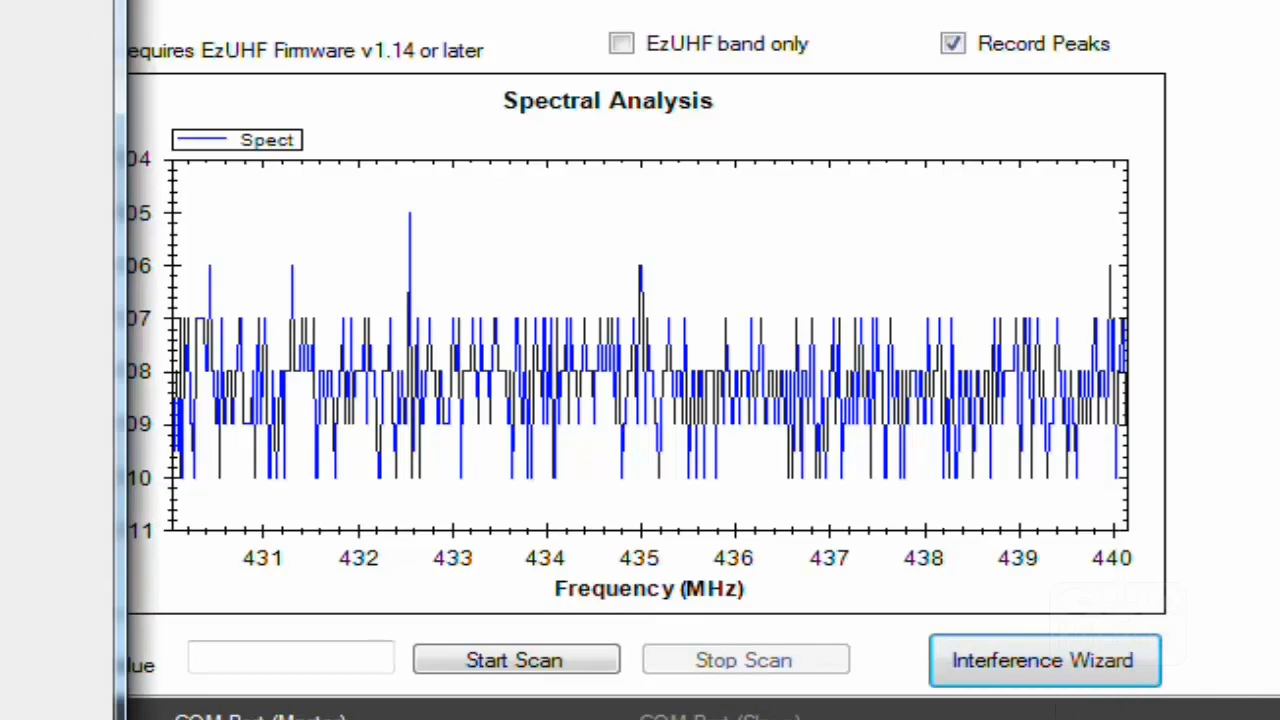 equires EzUHF Firmware v1.14 or later
EzUHF band only
Record Peaks
Spectral Analysis
Spect
04
05
06
07
08
09
10
11
431 432 433 434 435 436 437 438 439 440
Frequency (MHz)
lue
Start Scan
Stop Scan
Interference Wizard